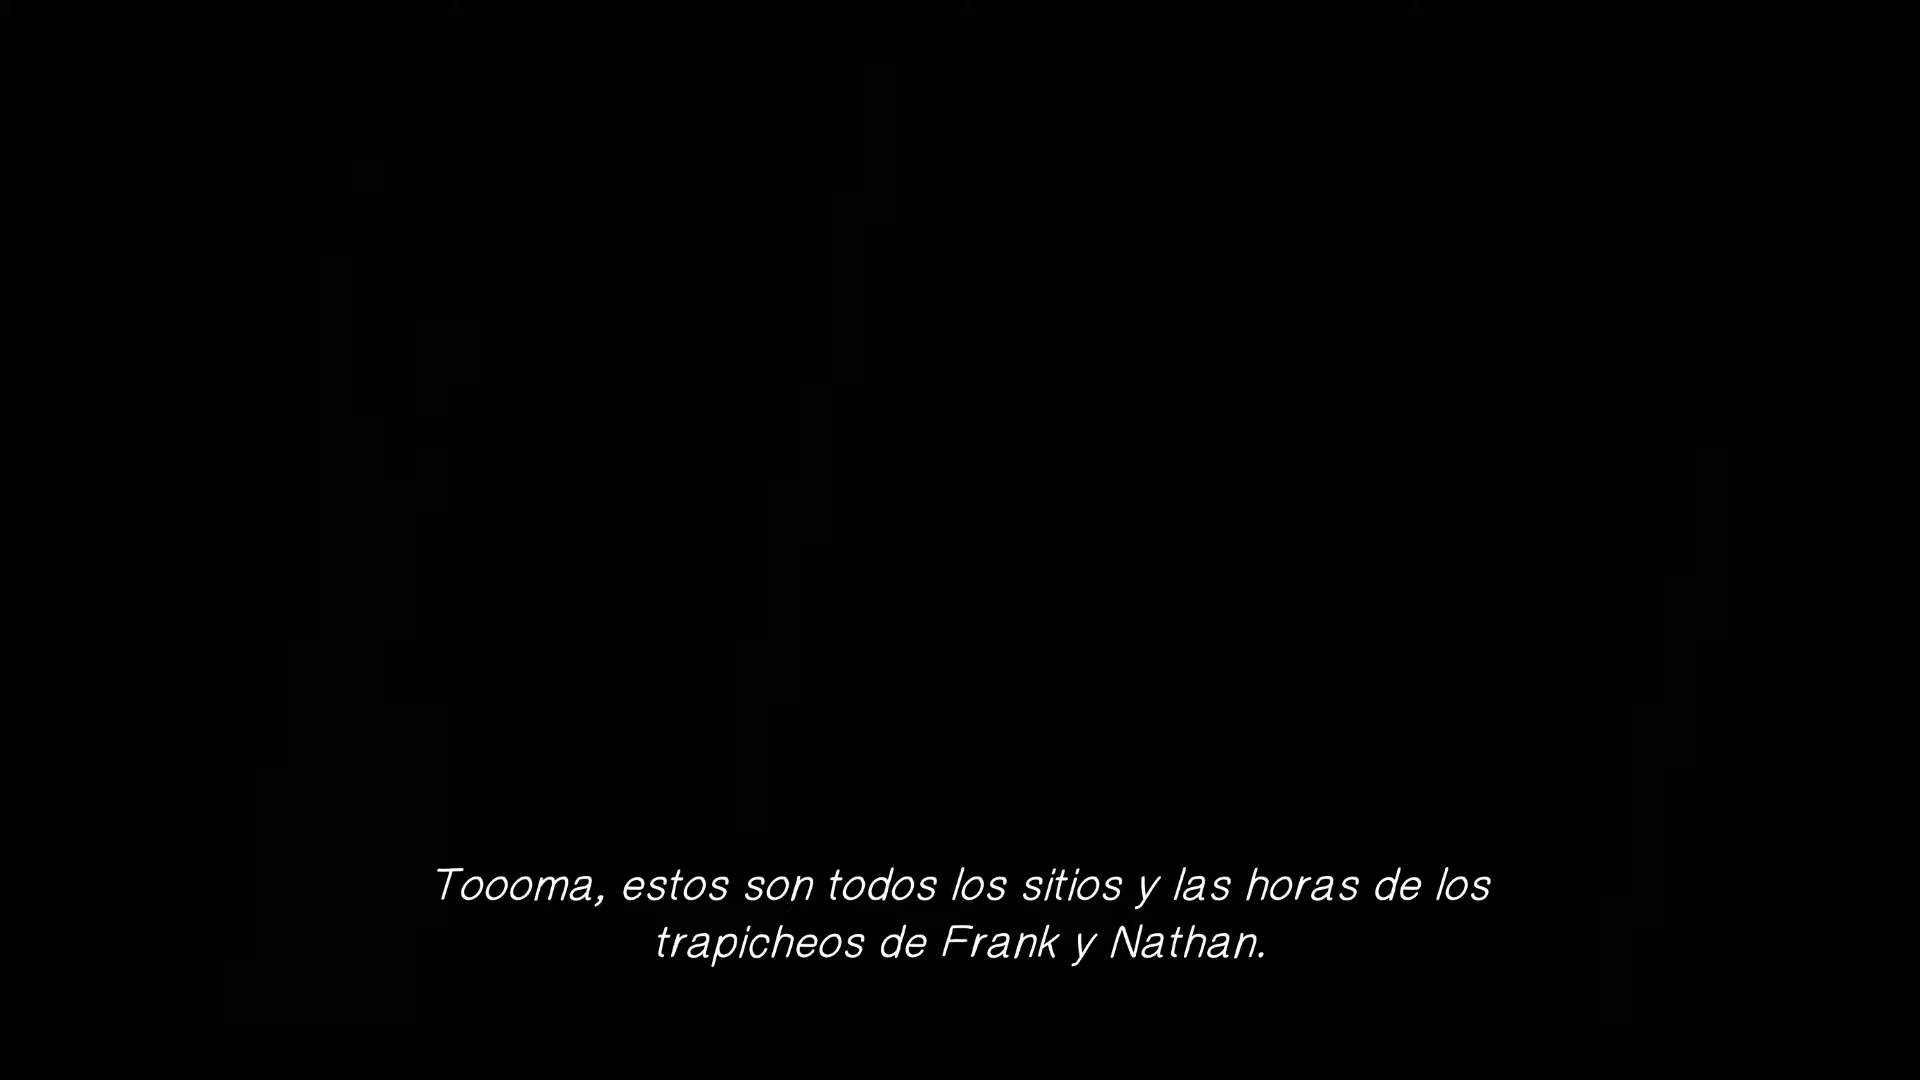 Toooma, estos son todos los sitios y las horas de los
trapicheos de Frank y Nathan.